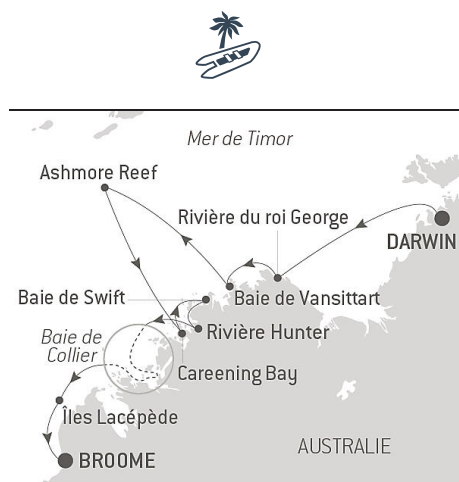 Mer de Timor
Ashmore Reef
Rivière du roi George
DARWIN
Baie de Swift
Baie de Vansittart
Baie de
Collier
Rivière Hunter
Careening Bay
Îles Lacépède
AUSTRALIE
BROOME